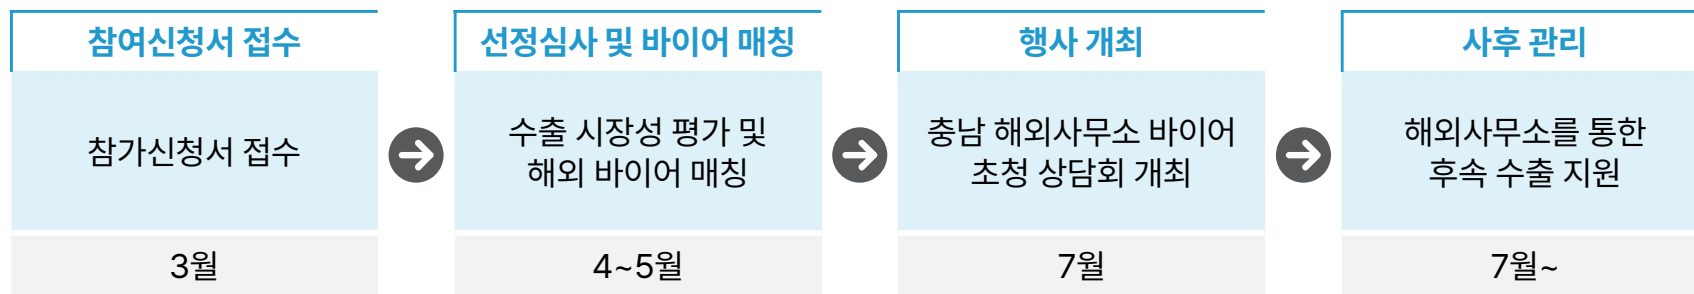 참여신청서 접수
참가신청서 접수
3월
선정심사 및 바이어 매칭
수출 시장성 평가 및
해외 바이어 매칭
4~5월
행사 개최
충남 해외사무소 바이어
초청 상담회 개최
7월
사후 관리
해외사무소를 통한
후속 수출 지원
7월~